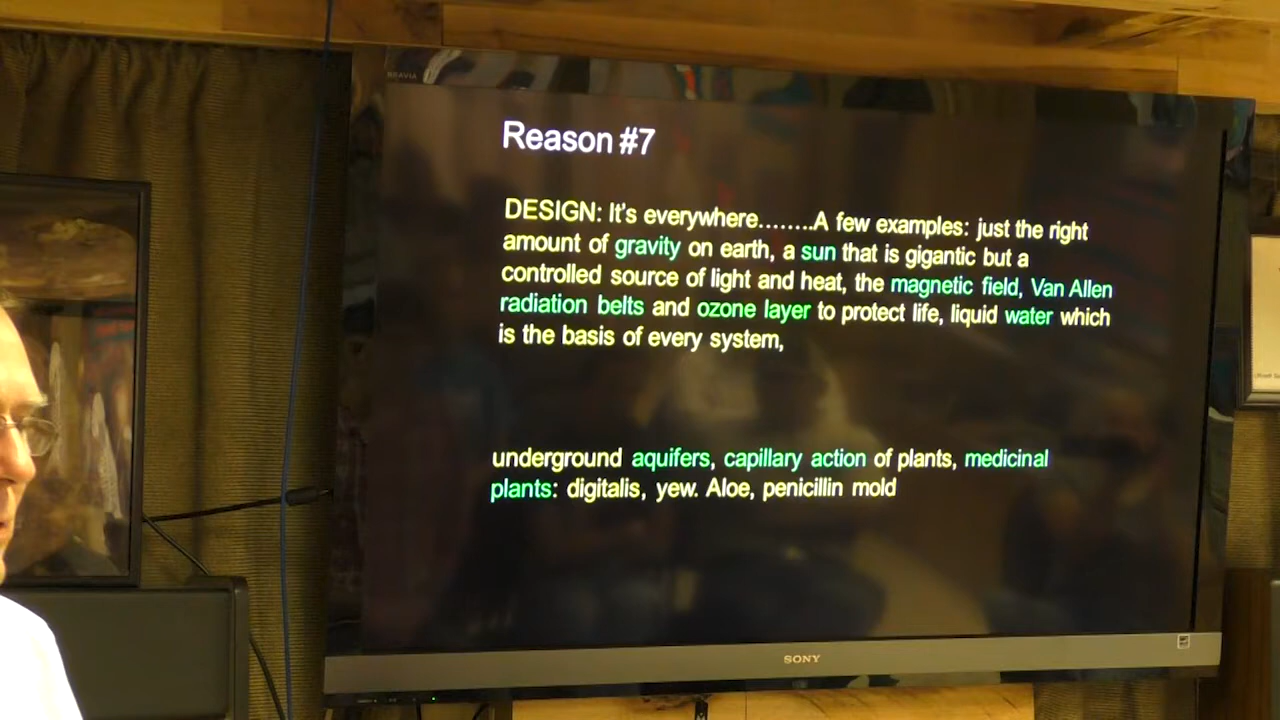 BRAVIA
Reason #7
DESIGN: It's everywhere........A few examples: just the right
amount of gravity on earth, a sun that is gigantic but a
controlled source of light and heat, the magnetic field, Van Allen
radiation belts and ozone layer to protect life, liquid water which
is the basis of every system,
underground aquifers, capillary action of plants, medicinal
plants: digitalis, yew. Aloe, penicillin mold
SONY